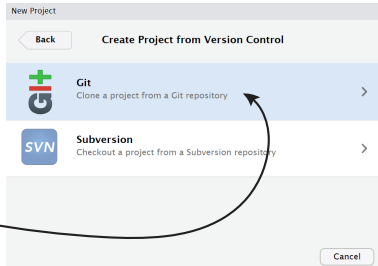 New Project
Back
Create Project from Version Control
git
Git
Clone a project from a Git repository
SVN
Subversion
Checkout a project from a Subversion repository
Cancel